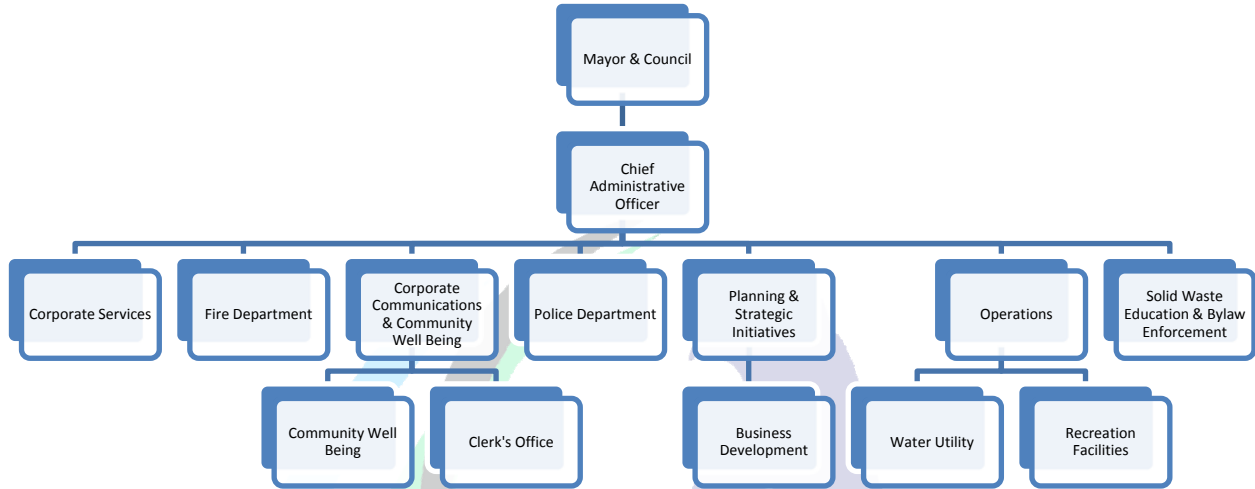 Mayor & Council
Chief
Administrative
Officer
Corporate Services
Fire Department
Corporate
Communications
& Community
Well Being
Police Department
Planning &
Strategic
Initiatives
Operations
Solid Waste
Education & Bylaw
Enforcement
Community Well
Being
Clerk's Office
Business
Development
Water Utility
Recreation
Facilities